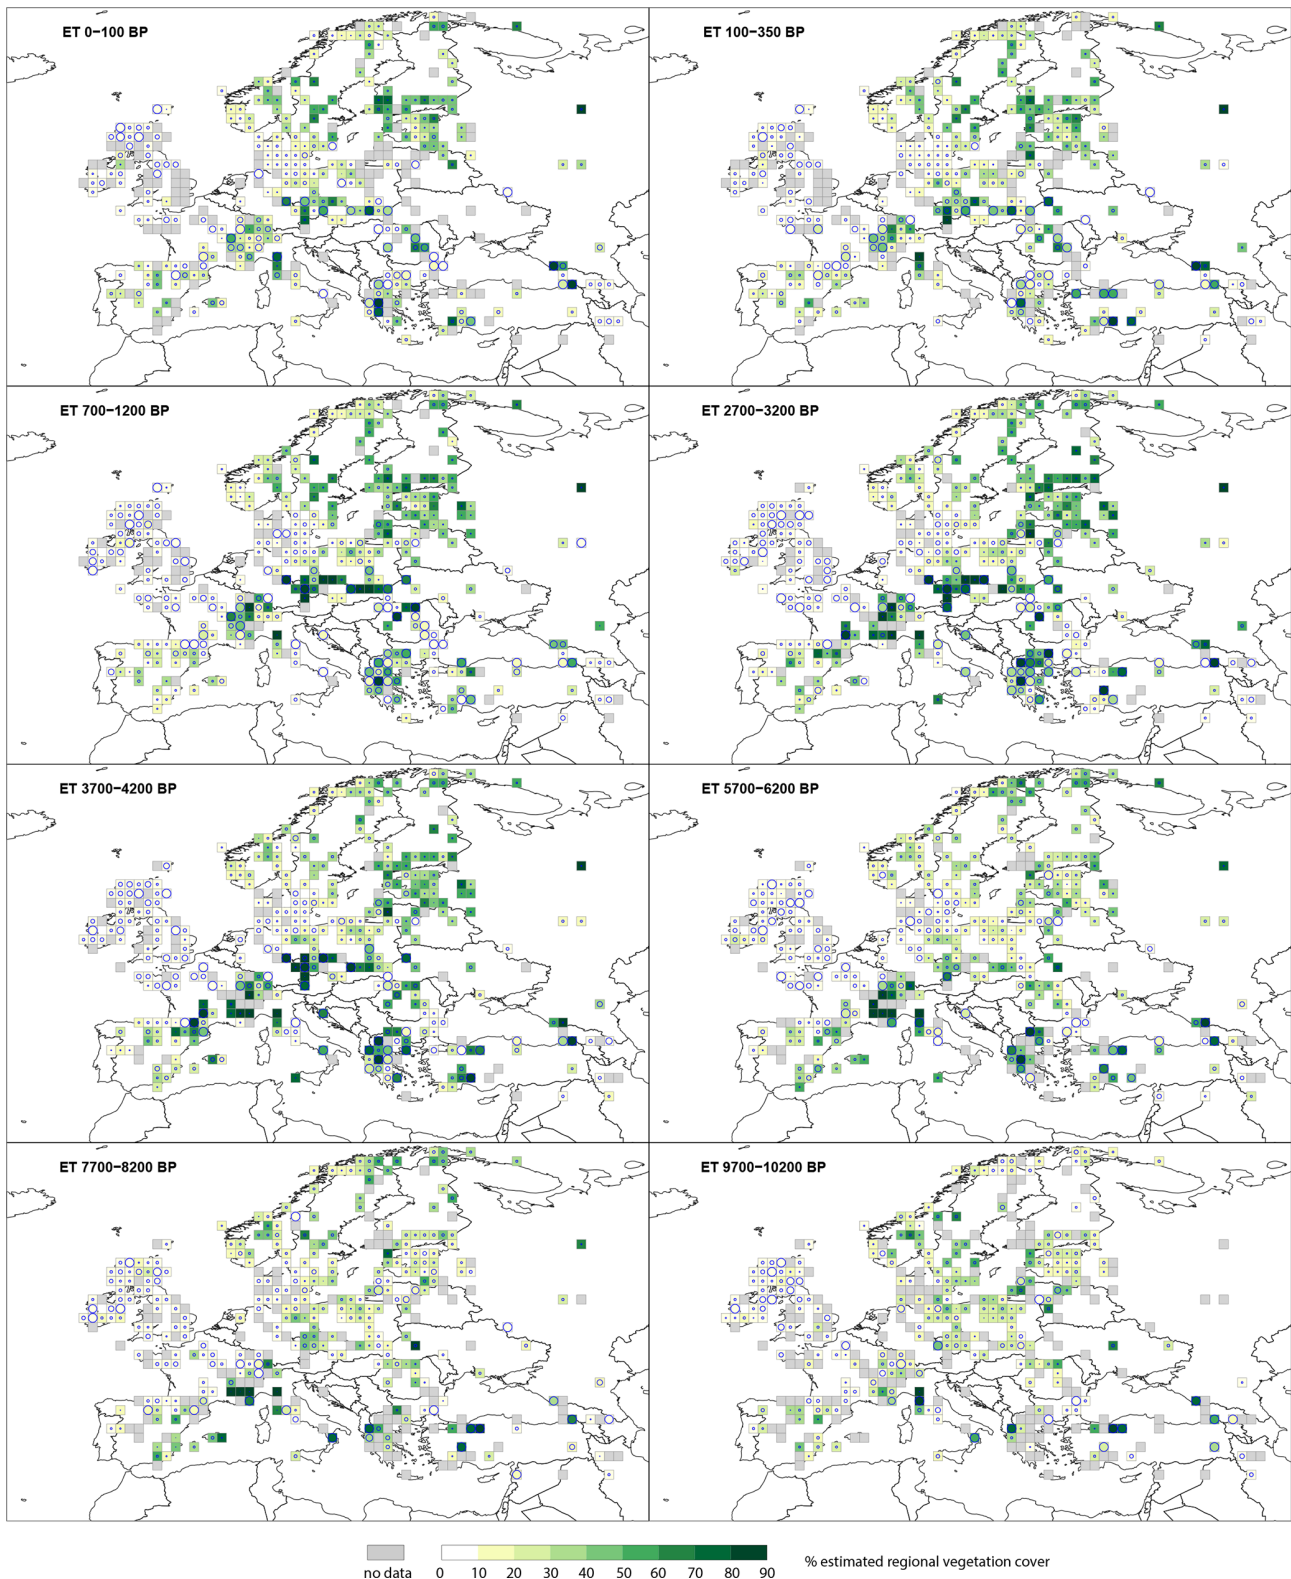 ET 0−100 BP
ET 100−350 BP
ET 700−1200 BP
ET 2700−3200 BP
ET 3700−4200 BP
ET 5700−6200 BP
ET 7700−8200 BP
ET 9700−10200 BP
no data
0 10 20 30 40 50 60 70 80 90
% estimated regional vegetation cover